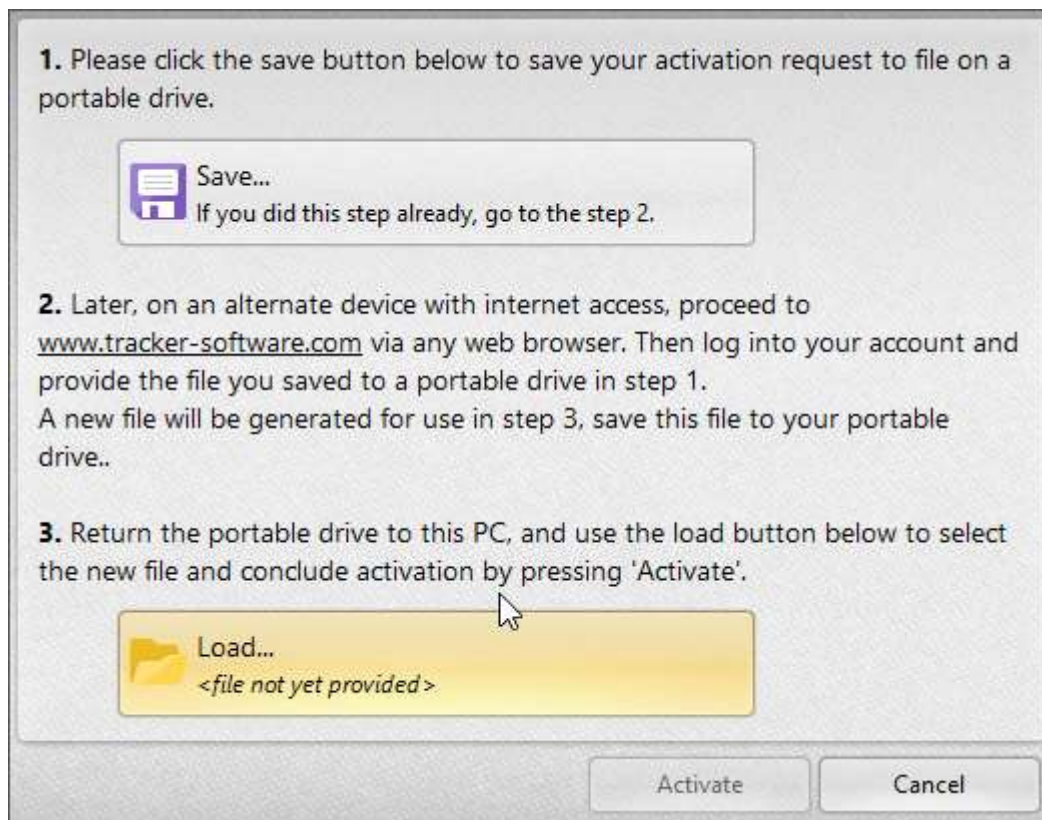 1. Please click the save button below to save your activation request to file on a
portable drive.
Save...
If you did this step already, go to the step 2.
2. Later, on an alternate device with internet access, proceed to
www.tracker-software.com via any web browser. Then log into your account and
provide the file you saved to a portable drive in step 1.
A new file will be generated for use in step 3, save this file to your portable
drive..
3. Return the portable drive to this PC, and use the load button below to select
the new file and conclude activation by pressing 'Activate'.
Load...
<file not yet provided>
Activate
Cancel